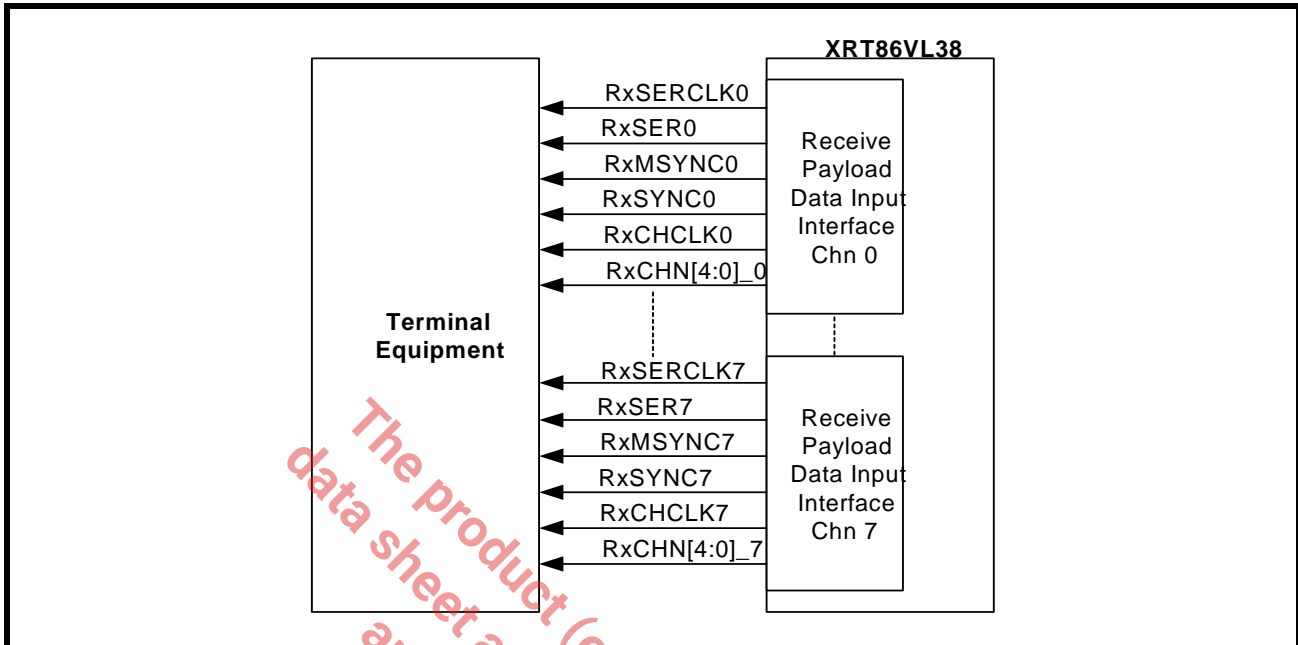 XRT86VL38
RxSERCLK0
RxSER0
RxMSYNC0
RxSYNC0
RxCHCLK0
RxCHN[4:0]_0
Receive
Payload
Data Input
Interface
Chn 0
Terminal
Equipment
RxSERCLK7
RxSER7
RxMSYNC7
RxSYNC7
RxCHCLK7
RxCHN[4:0]_7
Receive
Payload
Data Input
Interface
Chn 7
The product (
data sheet a